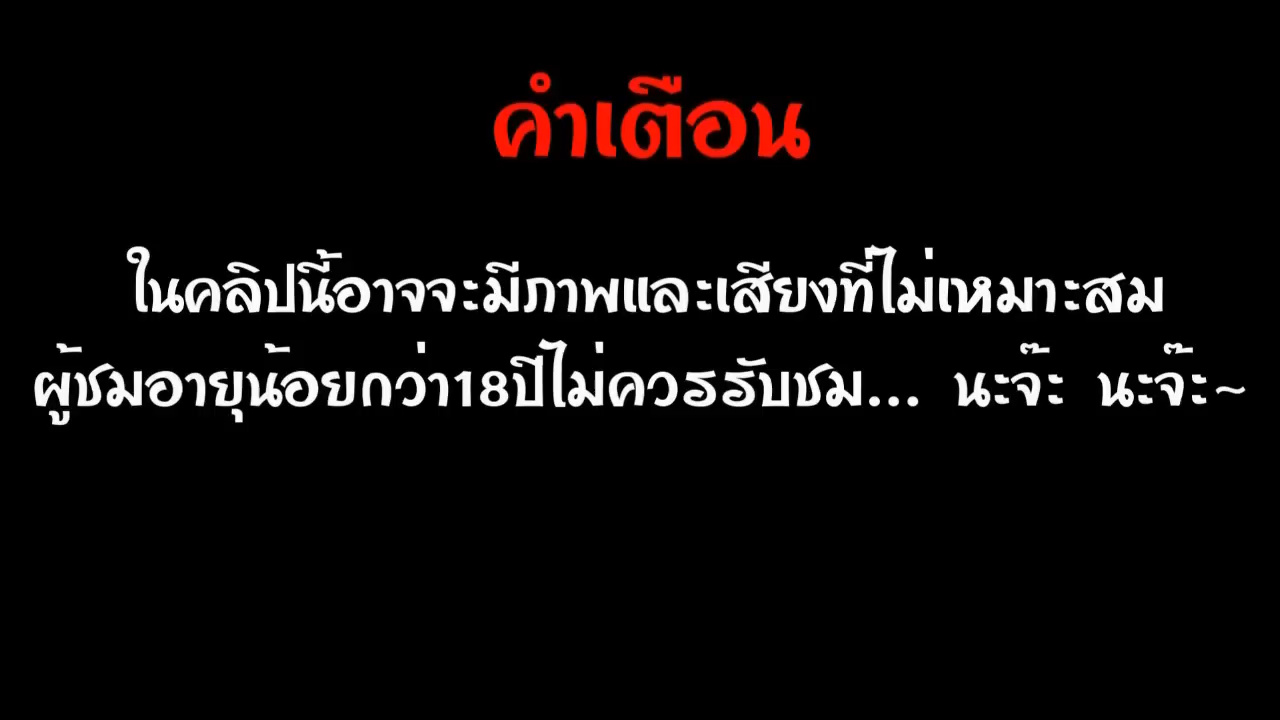 คำเตือน
ในคลิปนี้อาจจะมีภาพและเสียงที่ไม่เหมาะสม
ผู้ชมอายุน้อยกว่า18ปีไม่ควรรับชม... นะจ๊ะ นะจ๊ะ~